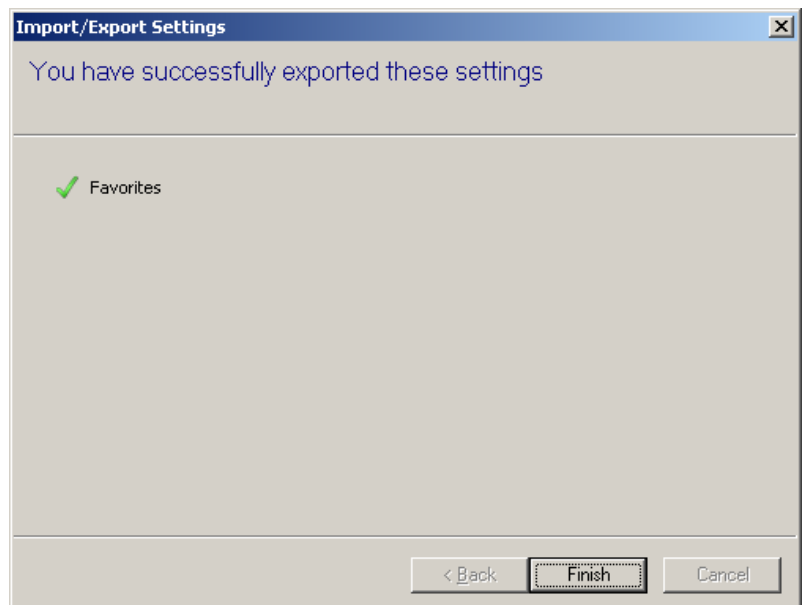 Import/Export Settings
You have successfully exported these settings
Favorites
< Back
Finish
Cancel